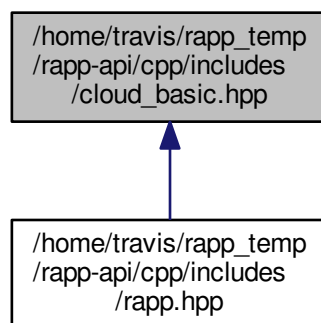 /home/travis/rapp_temp
/rapp-api/cpp/includes
/cloud_basic.hpp
/home/travis/rapp_temp
/rapp-api/cpp/includes
/rapp.hpp